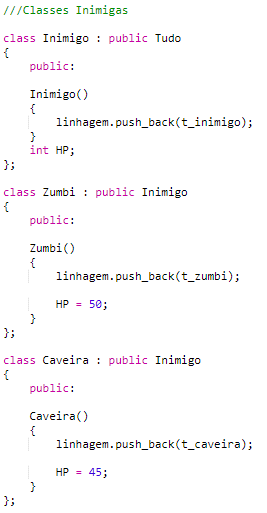 ///Classes Inimigas
class Inimigo : public Tudo
{
public:
Inimigo()
{
linhagem.push_back(t_inimigo);
}
int HP;
};
class Zumbi : public Inimigo
{
public:
Zumbi()
{
linhagem.push_back(t_zumbi);
HP = 50;
}
};
class Caveira : public Inimigo
{
public:
Caveira()
{
linhagem.push_back(t_caveira);
HP = 45;
}
};